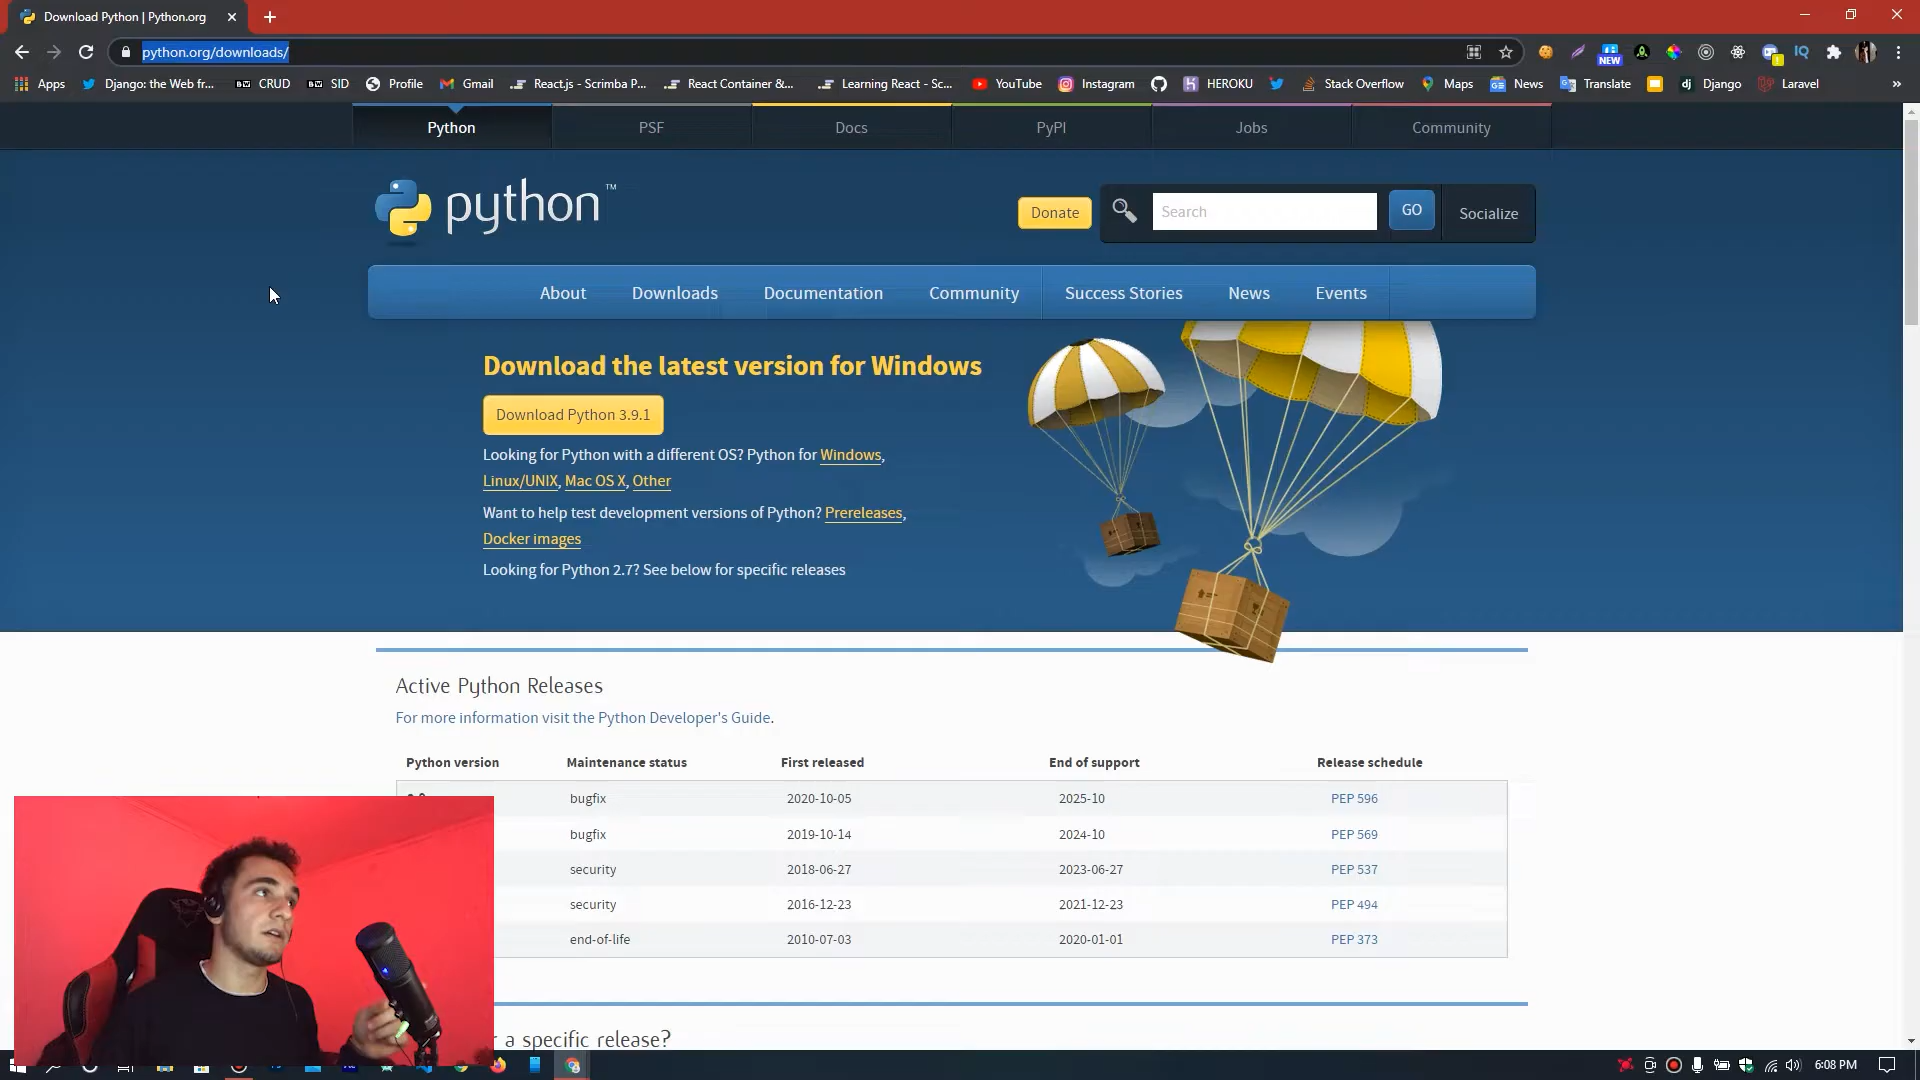 Download Python | Python.org
python.org/downloads/
NEW
Apps
Django: the Web fr...
BW CRUD
BW SID
Profile
Gmail
React.js - Scrimba P...
React Container &...
Learning React - Sc...
YouTube
Instagram
HEROKU
Stack Overflow
Maps
News
Translate
dj Django
Laravel
»
Python
PSF
Docs
PyPI
Jobs
Community
python™
Donate
Search
GO
Socialize
About
Downloads
Documentation
Community
Success Stories
News
Events
Download the latest version for Windows
Download Python 3.9.1
Looking for Python with a different OS? Python for Windows,
Linux/UNIX, Mac OS X, Other
Want to help test development versions of Python? Prereleases,
Docker images
Looking for Python 2.7? See below for specific releases
Active Python Releases
For more information visit the Python Developer's Guide.
Python version Maintenance status First released End of support Release schedule
bugfix 2020-10-05 2025-10 PEP 596
bugfix 2019-10-14 2024-10 PEP 569
security 2018-06-27 2023-06-27 PEP 537
security 2016-12-23 2021-12-23 PEP 494
end-of-life 2010-07-03 2020-01-01 PEP 373
a specific release?
6:08 PM